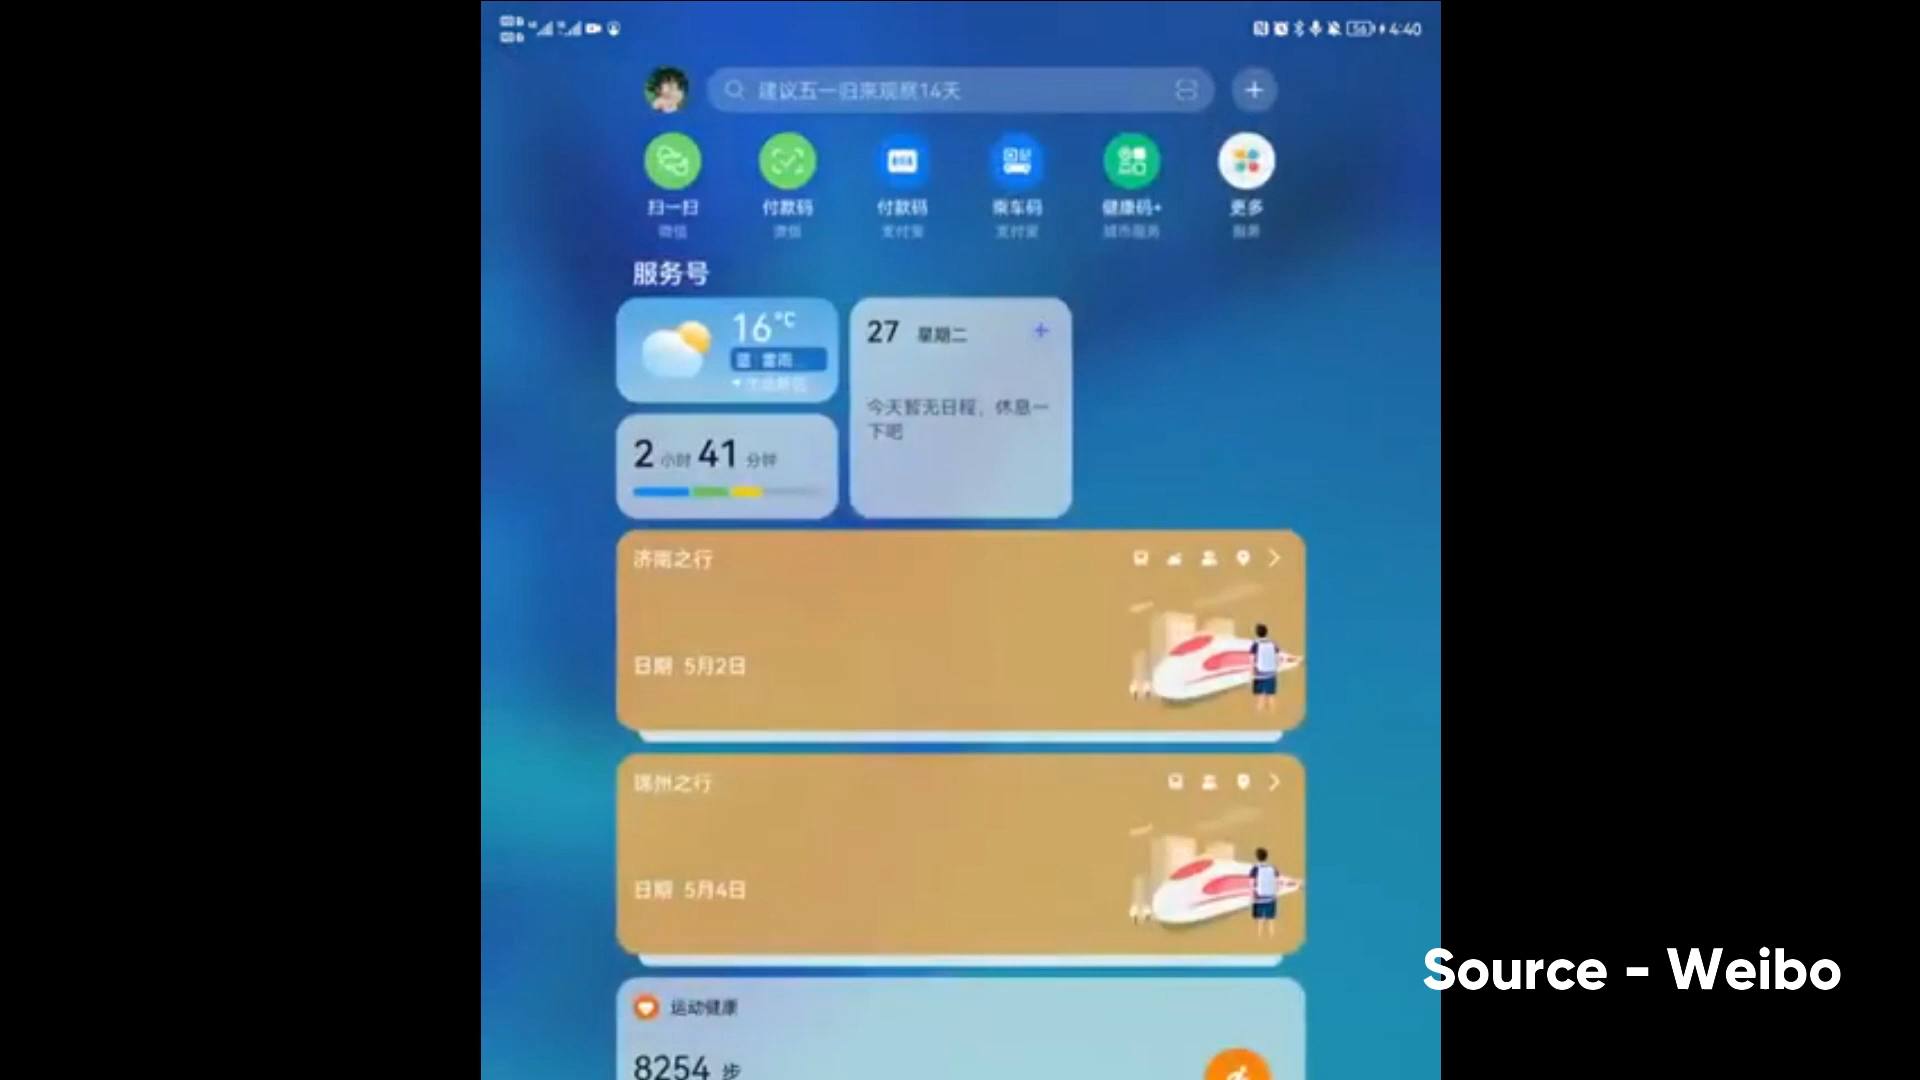 56 4:40
建议五一归来观察14天
扫一扫 付款码 付款码 乘车码 健康码+ 更多
微信 微信 支付宝 支付宝 城市服务
服务号
16°C
蓝 雷雨...
27 星期二
今天暂无日程，休息一
下吧
2 小时 41 分钟
济南之行
日期 5月2日
锦州之行
日期 5月4日
运动健康
8254 步
Source - Weibo